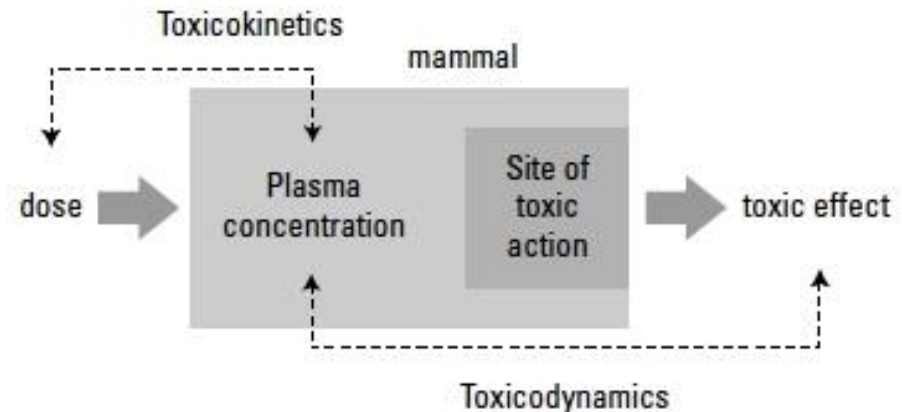 Toxicokinetics
mammal
dose
Plasma
concentration
Site of
toxic
action
toxic effect
Toxicodynamics